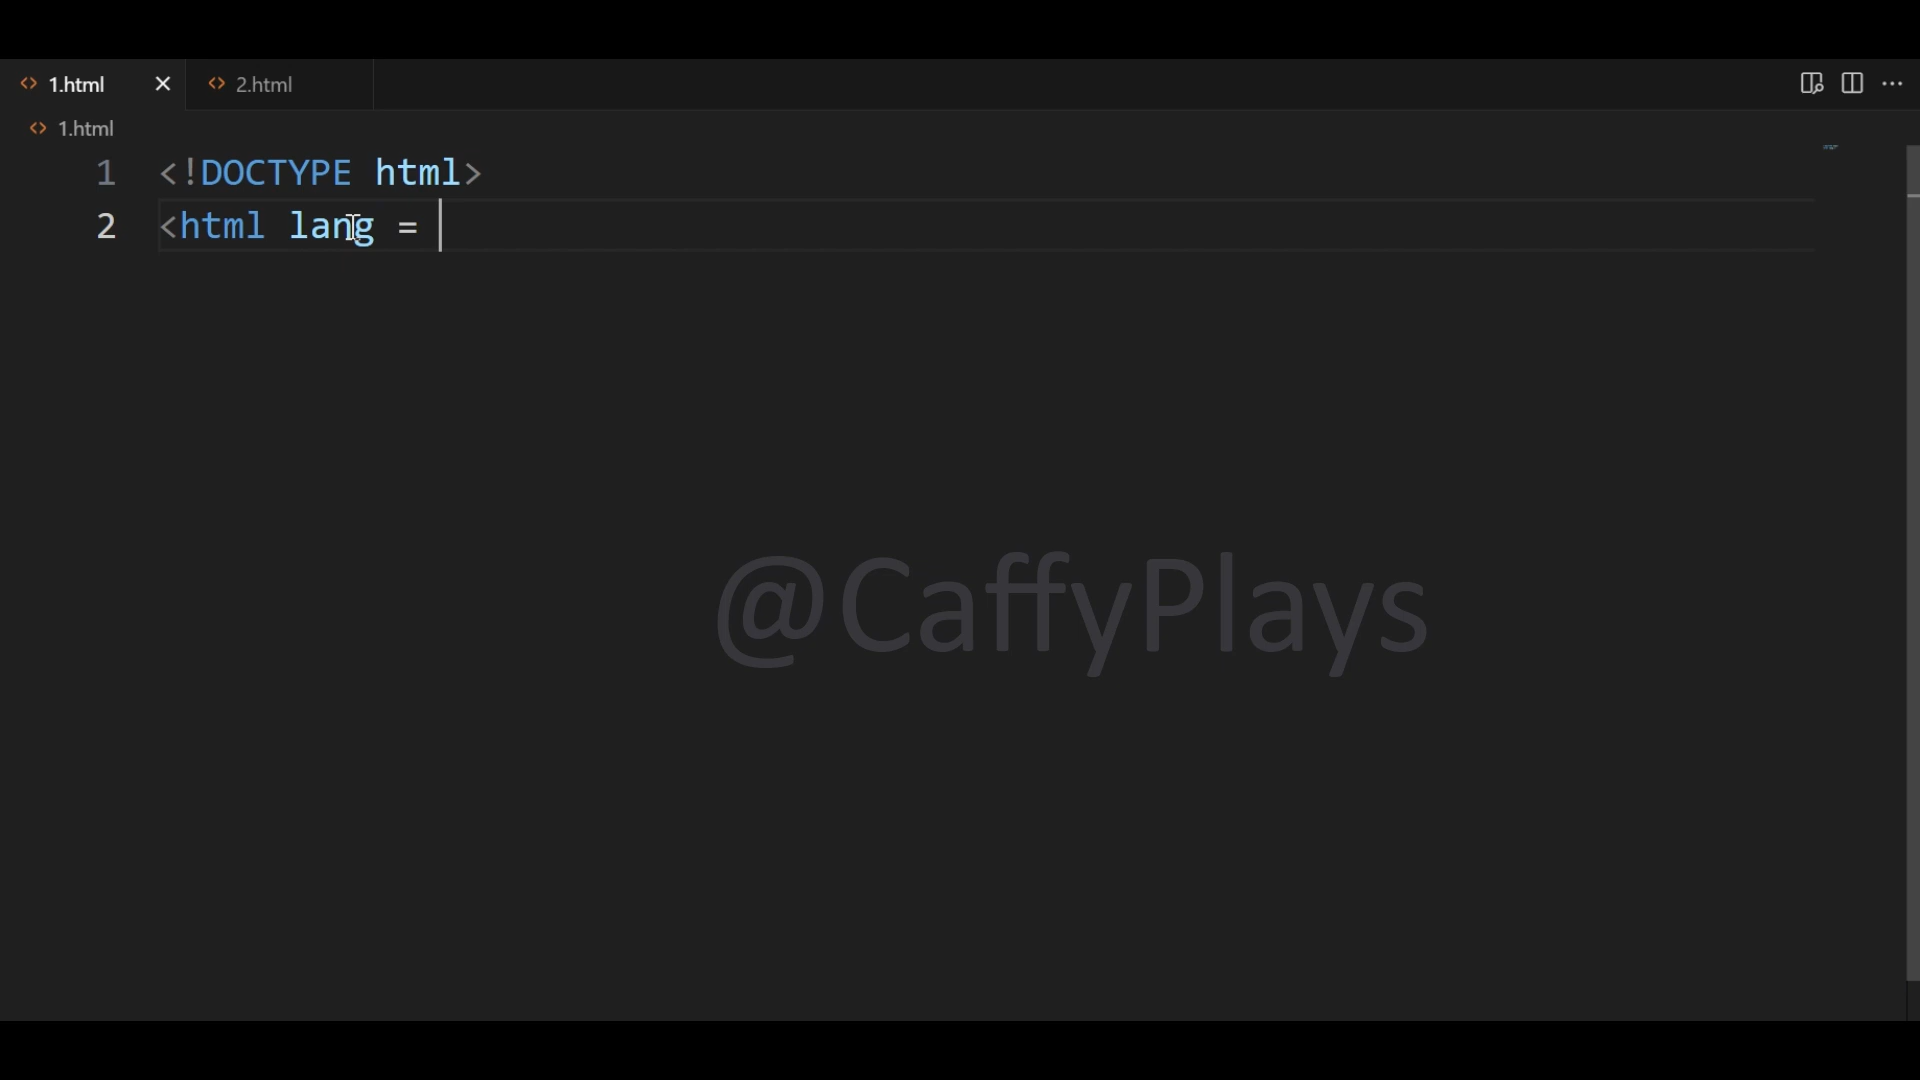 1.html 2.html
1.html
1 <!DOCTYPE html>
2 <html lang =
@CaffyPlays